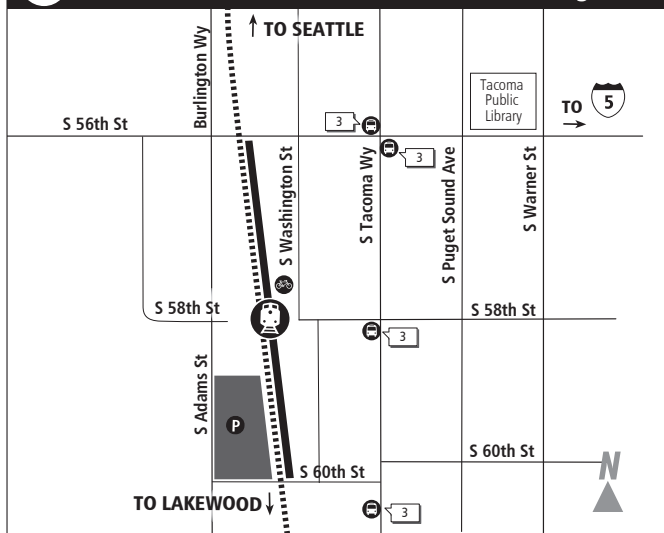 ↑ TO SEATTLE
Burlington Wy
Tacoma
Public
Library
TO →
5
S 56th St
3
3
S Washington St
S Tacoma Wy
S Puget Sound Ave
S Warner St
S 58th St
S 58th St
3
S Adams St
P
S 60th St
S 60th St
N
TO LAKEWOOD ↓
3